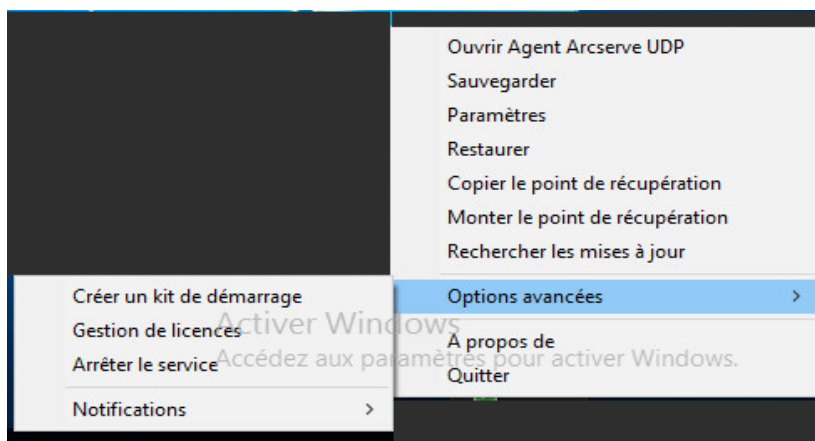 Ouvrir Agent Arcserve UDP
Sauvegarder
Paramètres
Restaurer
Copier le point de récupération
Monter le point de récupération
Rechercher les mises à jour
Options avancées
A propos de
Quitter
Créer un kit de démarrage
Gestion de licences
Arrêter le service
Notifications
Activer Windows
Accédez aux paramètres pour activer Windows.